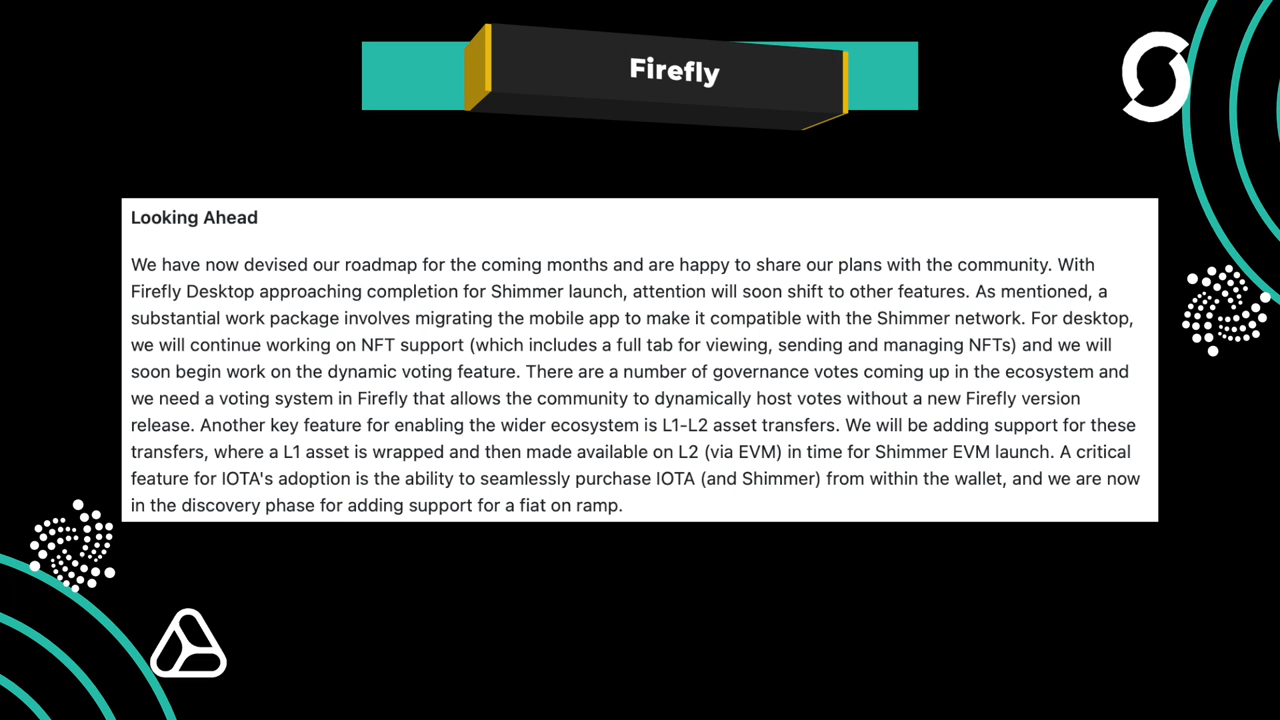 Firefly
Looking Ahead
We have now devised our roadmap for the coming months and are happy to share our plans with the community. With
Firefly Desktop approaching completion for Shimmer launch, attention will soon shift to other features. As mentioned, a
substantial work package involves migrating the mobile app to make it compatible with the Shimmer network. For desktop,
we will continue working on NFT support (which includes a full tab for viewing, sending and managing NFTs) and we will
soon begin work on the dynamic voting feature. There are a number of governance votes coming up in the ecosystem and
we need a voting system in Firefly that allows the community to dynamically host votes without a new Firefly version
release. Another key feature for enabling the wider ecosystem is L1-L2 asset transfers. We will be adding support for these
transfers, where a L1 asset is wrapped and then made available on L2 (via EVM) in time for Shimmer EVM launch. A critical
feature for IOTA's adoption is the ability to seamlessly purchase IOTA (and Shimmer) from within the wallet, and we are now
in the discovery phase for adding support for a fiat on ramp.